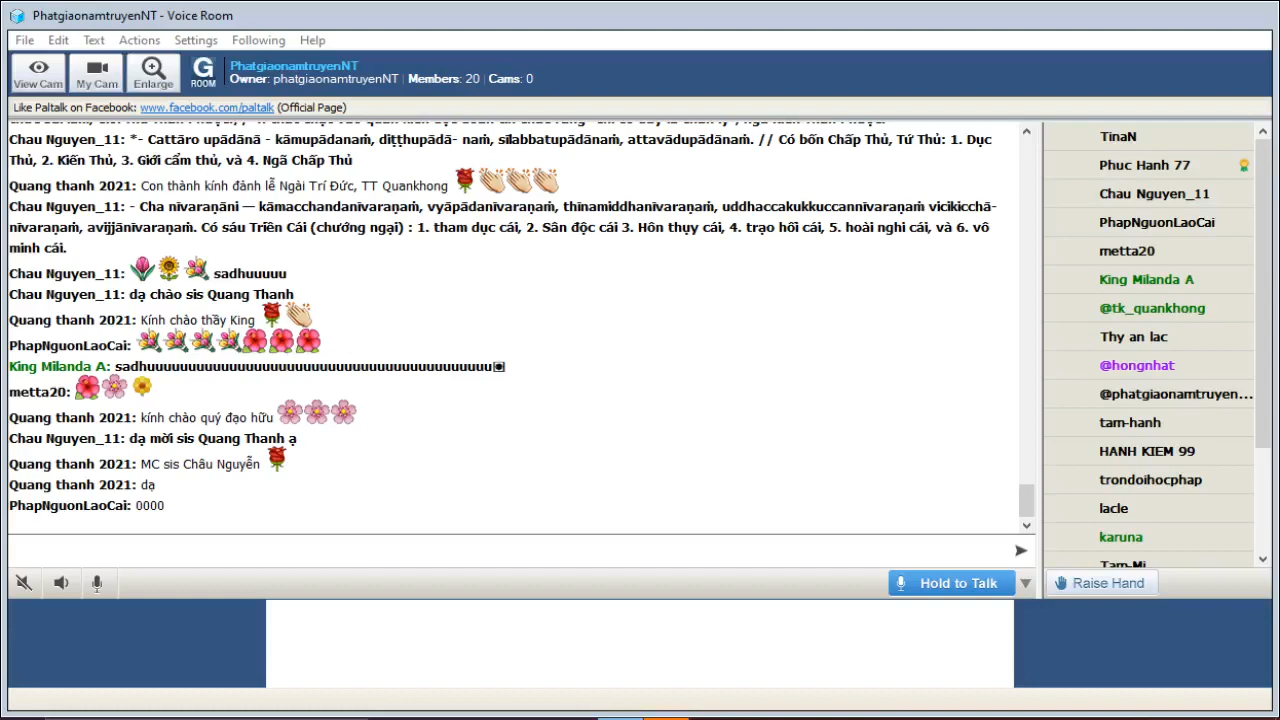 PhatgiaonamtruyenNT - Voice Room
File Edit Text Actions Settings Following Help
View Cam My Cam Enlarge G ROOM
PhatgiaonamtruyenNT
Owner: phatgiaonamtruyenNT Members: 20 Cams: 0
Like Paltalk on Facebook: www.facebook.com/paltalk (Official Page)
Chau Nguyen_11: *- Cattāro upādānā - kāmupādanaṁ, diṭṭhupādā- naṁ, sīlabbatupādānaṁ, attavādupādānaṁ. // Có bốn Chấp Thủ, Tứ Thủ: 1. Dục
Thủ, 2. Kiến Thủ, 3. Giới cấm thủ, và 4. Ngã Chấp Thủ
Quang thanh 2021: Con thành kính đảnh lễ Ngài Trí Đức, TT Quankhong
Chau Nguyen_11: - Cha nīvaraṇāni — kāmacchandanīvaraṇaṁ, vyāpādanīvaraṇaṁ, thīnamiddhanīvaraṇaṁ, uddhaccakukkuccannīvaraṇaṁ vicikicchā-
nīvaraṇaṁ, avijjānīvaraṇaṁ. Có sáu Triền Cái (chướng ngại) : 1. tham dục cái, 2. Sân độc cái 3. Hôn thụy cái, 4. trạo hối cái, 5. hoài nghi cái, và 6. vô
minh cái.
Chau Nguyen_11: sadhuuuuu
Chau Nguyen_11: dạ chào sis Quang Thanh
Quang thanh 2021: Kính chào thầy King
PhapNguonLaoCai:
King Milanda A: sadhuuuuuuuuuuuuuuuuuuuuuuuuuuuuuuuuuuuuuuuuuu
metta20:
Quang thanh 2021: kính chào quý đạo hữu
Chau Nguyen_11: dạ mời sis Quang Thanh ạ
Quang thanh 2021: MC sis Châu Nguyễn
Quang thanh 2021: dạ
PhapNguonLaoCai: 0000
TinaN
Phuc Hanh 77
Chau Nguyen_11
PhapNguonLaoCai
metta20
King Milanda A
@tk_quankhong
Thy an lac
@hongnhat
@phatgiaonamtruyen...
tam-hanh
HANH KIEM 99
trondoihocphap
lacle
karuna
Tam-Mi
Hold to Talk
Raise Hand